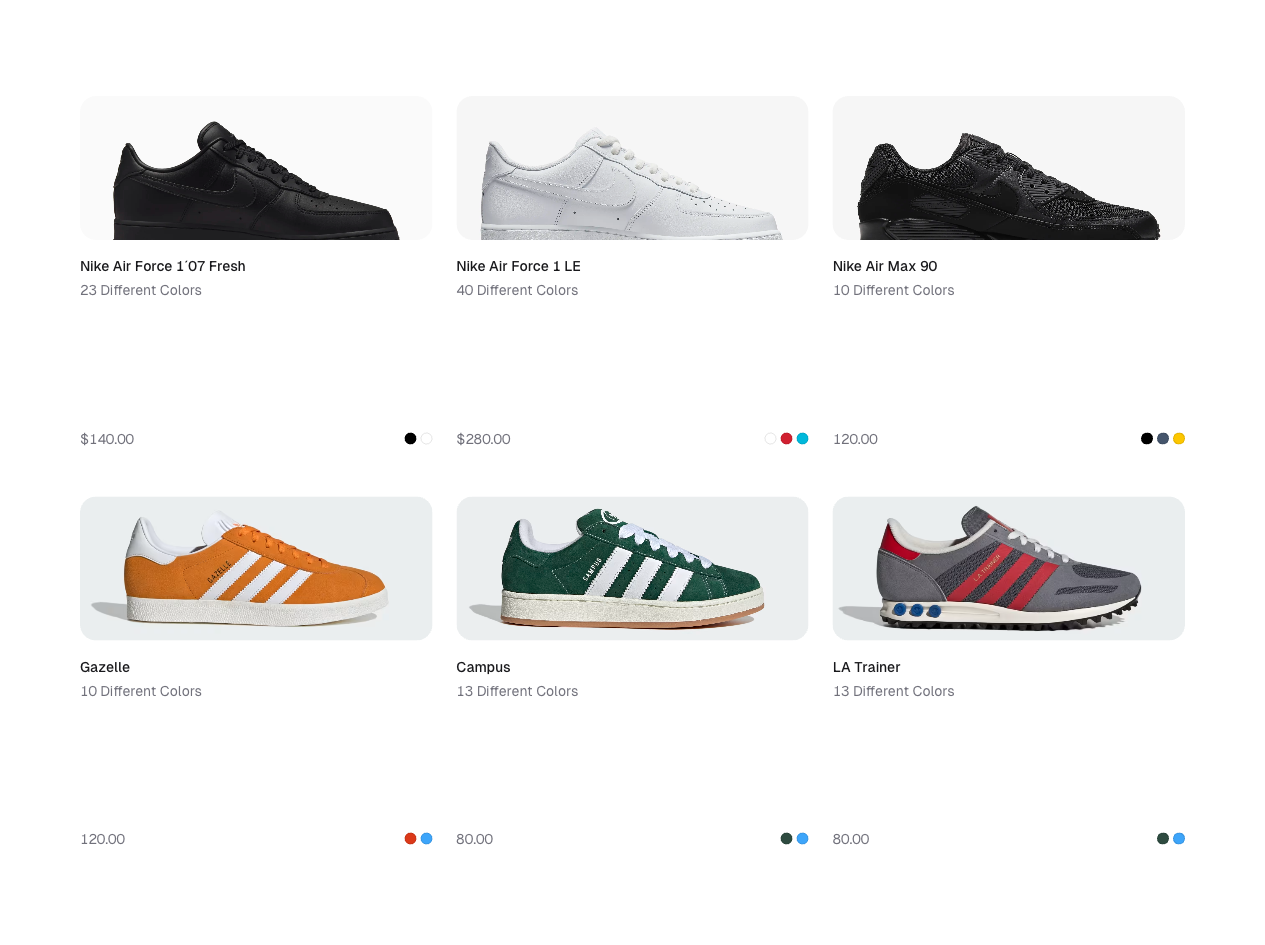 Nike Air Force 1´07 Fresh
23 Different Colors
$140.00
Nike Air Force 1 LE
40 Different Colors
$280.00
Nike Air Max 90
10 Different Colors
120.00
GAZELLE
Gazelle
10 Different Colors
120.00
CAMPUS
Campus
13 Different Colors
80.00
LA TRAINER
LA Trainer
13 Different Colors
80.00